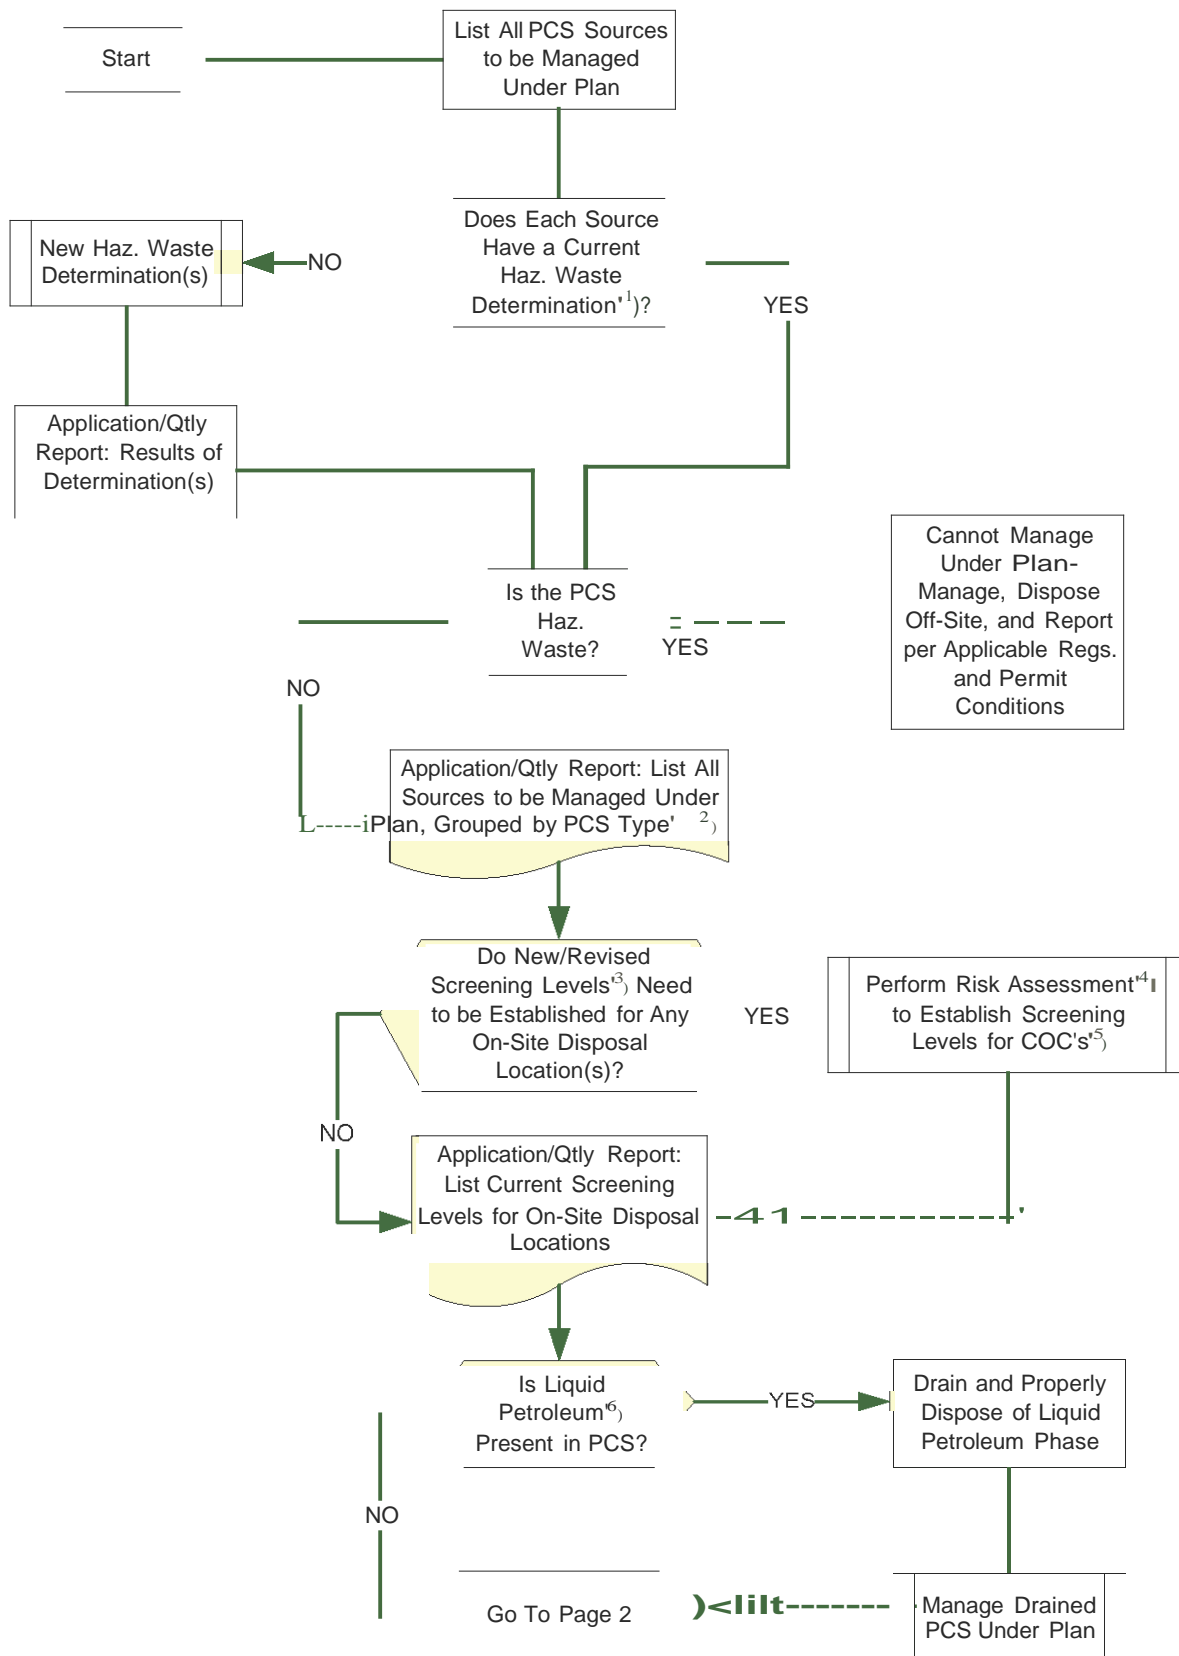 Start
List All PCS Sources
to be Managed
Under Plan
Does Each Source
Have a Current
Haz. Waste
Determination'1)?
New Haz. Waste
Determination(s)
NO
YES
Application/Qtly
Report: Results of
Determination(s)
Is the PCS
Haz.
Waste?
YES
NO
Cannot Manage
Under Plan-
Manage, Dispose
Off-Site, and Report
per Applicable Regs.
and Permit
Conditions
Application/Qtly Report: List All
Sources to be Managed Under
L-----iPlan, Grouped by PCS Type' 2)
Do New/Revised
Screening Levels'3) Need
to be Established for Any
On-Site Disposal
Location(s)?
YES
Perform Risk Assessment'4I
to Establish Screening
Levels for COC's'5)
NO
Application/Qtly Report:
List Current Screening
Levels for On-Site Disposal
Locations
-41-------------'
Is Liquid
Petroleum'6)
Present in PCS?
YES
Drain and Properly
Dispose of Liquid
Petroleum Phase
NO
Go To Page 2
)<lilt-------
Manage Drained
PCS Under Plan